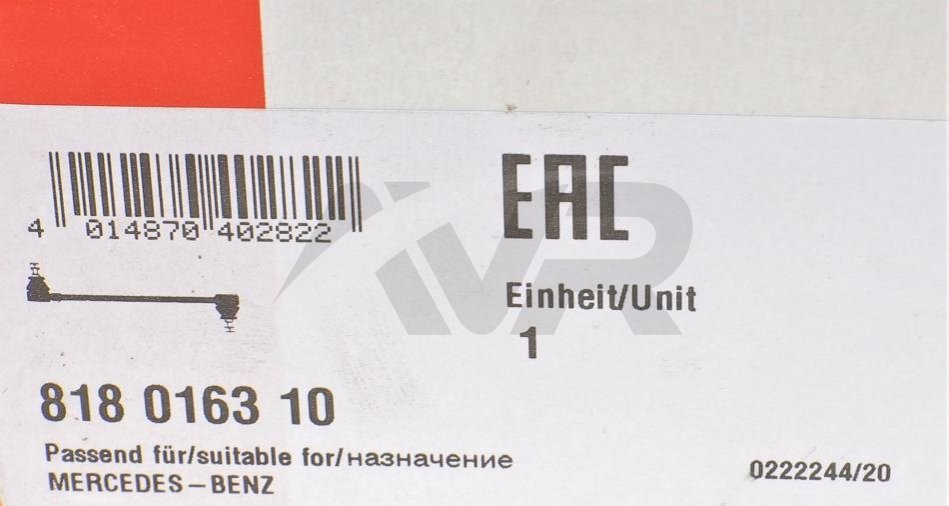 EAC
4 014870 402822
Einheit/Unit
1
818 0163 10
Passend für/suitable for/назначение
MERCEDES-BENZ
0222244/20
IVR